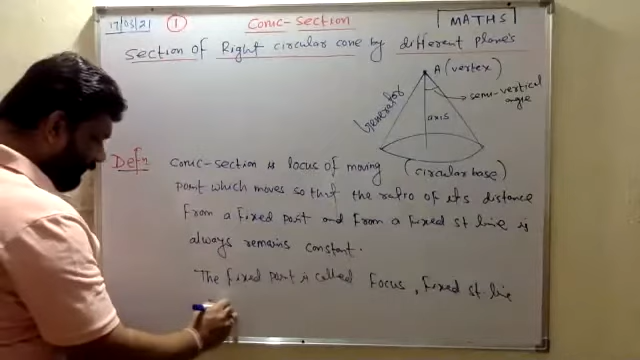 17/05/21
1
Conic-Section
MATHS
Section of Right circular cone by different plane's
A (vertex)
Generator
semi-vertical angle
axis
(circular base)
Defn
Conic-section is locus of moving
point which moves so that the ratio of its distance
from a fixed point and from a fixed st line is
always remains constant.
The fixed point is called Focus, fixed st line